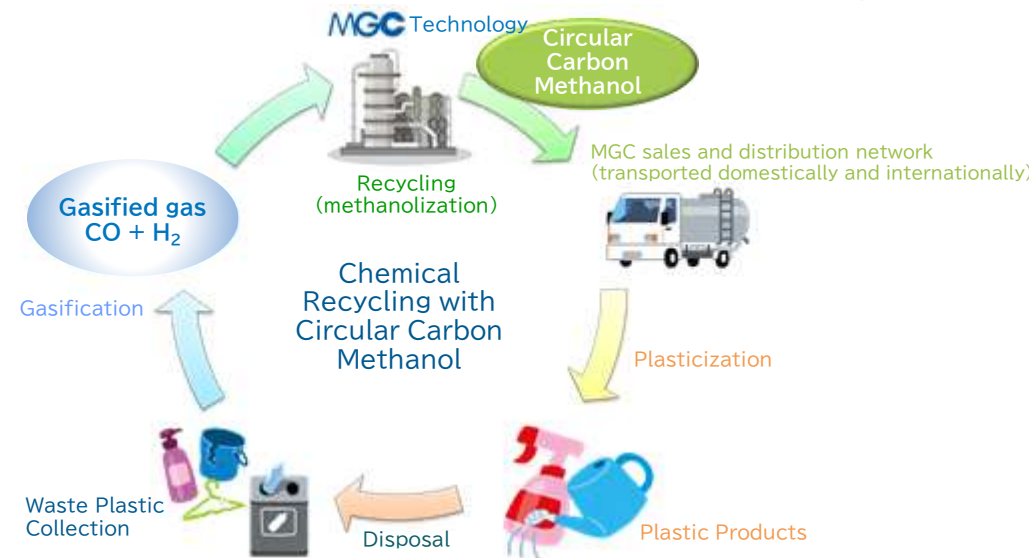 MGC Technology
Circular
Carbon
Methanol
MGC sales and distribution network
(transported domestically and internationally)
Recycling
(methanolization)
Gasified gas
CO + H₂
Chemical
Recycling with
Circular Carbon
Methanol
Gasification
Plasticization
Waste Plastic
Collection
Disposal
Plastic Products